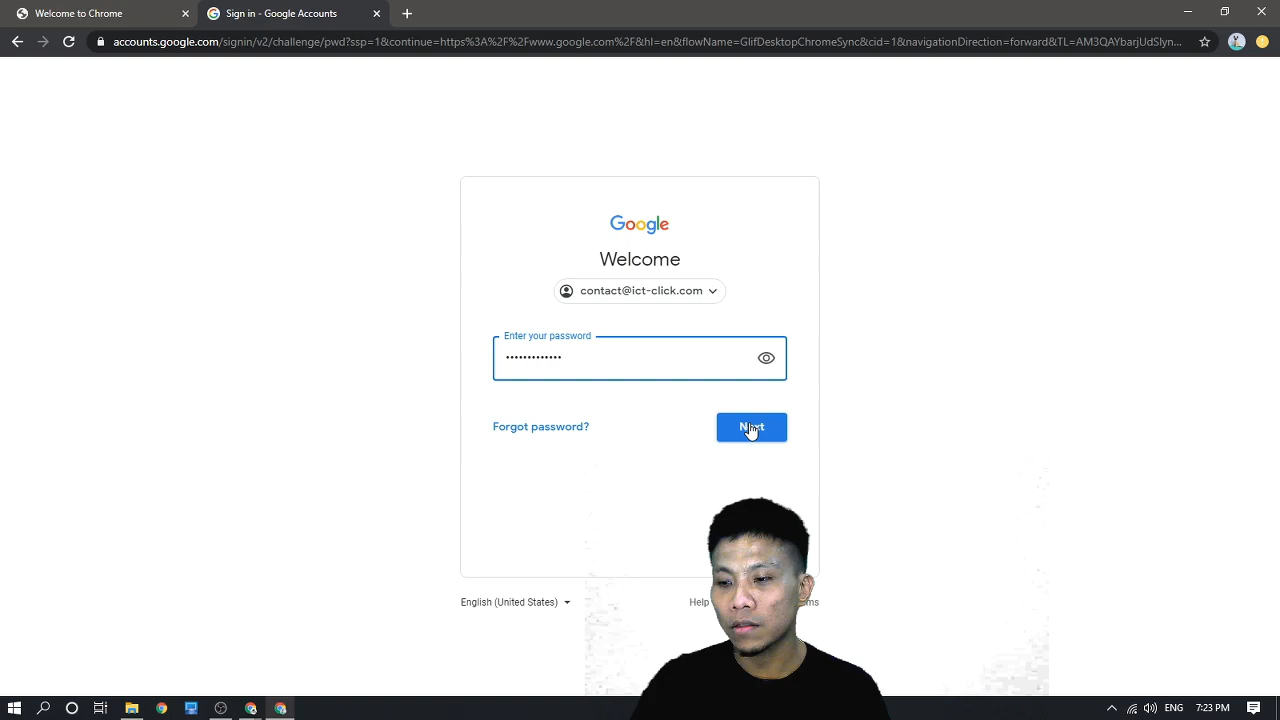 Welcome to Chrome
Sign in - Google Accounts
accounts.google.com/signin/v2/challenge/pwd?ssp=1&continue=https%3A%2F%2Fwww.google.com%2F&hl=en&flowName=GlifDesktopChromeSync&cid=1&navigationDirection=forward&TL=AM3QAYbarjUdSlyn...
Google
Welcome
contact@ict-click.com
Enter your password
•••••••••••••
Forgot password?
Next
English (United States)
Help
ENG
7:23 PM